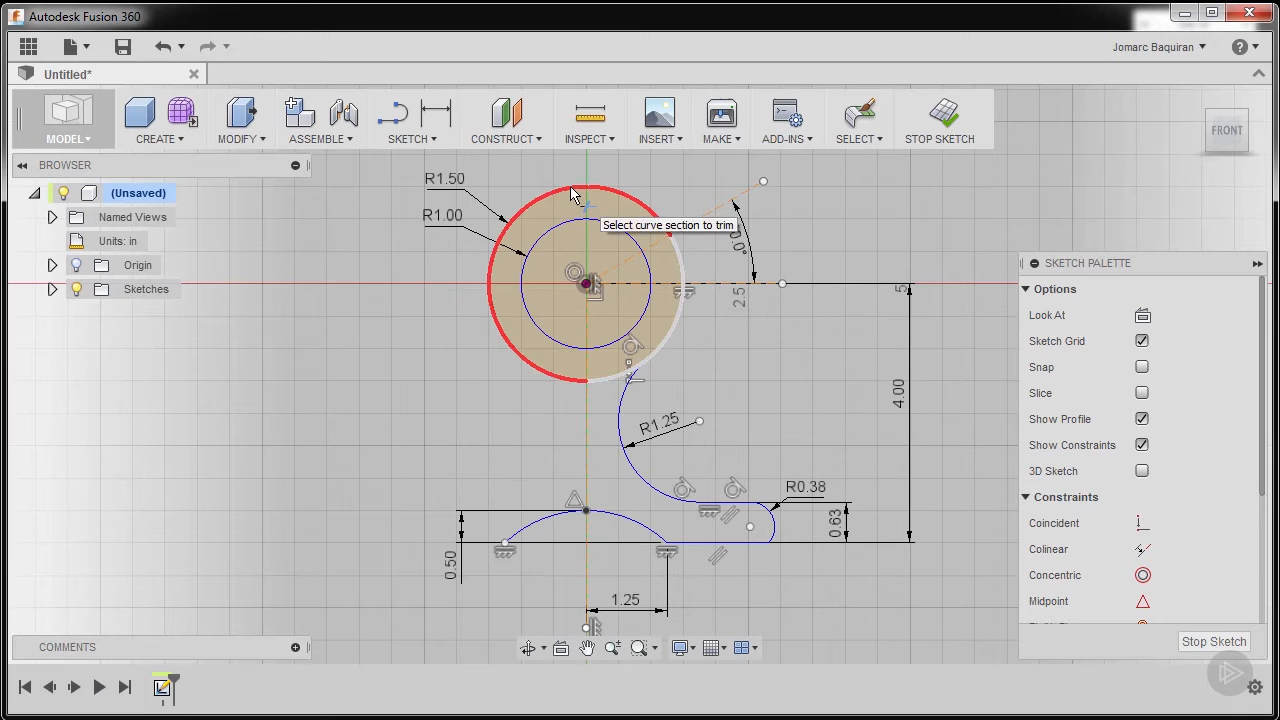 Autodesk Fusion 360
Jomarc Baquiran
Untitled*
MODEL
CREATE
MODIFY
ASSEMBLE
SKETCH
CONSTRUCT
INSPECT
INSERT
MAKE
ADD-INS
SELECT
STOP SKETCH
FRONT
BROWSER
(Unsaved)
Named Views
Units: in
Origin
Sketches
R1.50
R1.00
Select curve section to trim
2.5
5
4.00
R1.25
R0.38
0.63
0.50
1.25
SKETCH PALETTE
Options
Look At
Sketch Grid
Snap
Slice
Show Profile
Show Constraints
3D Sketch
Constraints
Coincident
Colinear
Concentric
Midpoint
Stop Sketch
COMMENTS